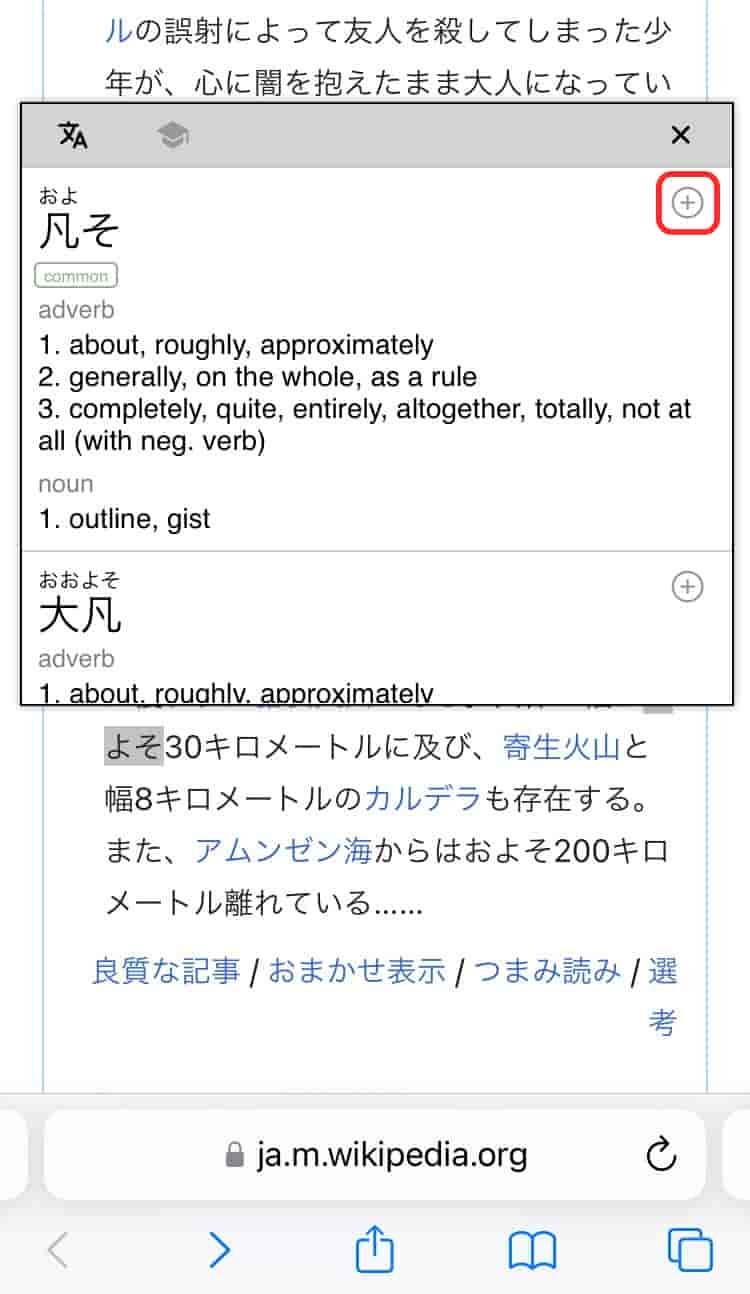 ルの誤射によって友人を殺してしまった少
年が、心に闇を抱えたまま大人になってい
およ
凡そ
common
adverb
1. about, roughly, approximately
2. generally, on the whole, as a rule
3. completely, quite, entirely, altogether, totally, not at
all (with neg. verb)
noun
1. outline, gist
おおよそ
大凡
adverb
1. about, roughly, approximately
よそ30キロメートルに及び、寄生火山と
幅8キロメートルのカルデラも存在する。
また、アムンゼン海からはおよそ200キロ
メートル離れている……
良質な記事 / おまかせ表示 / つまみ読み / 選
考
ja.m.wikipedia.org